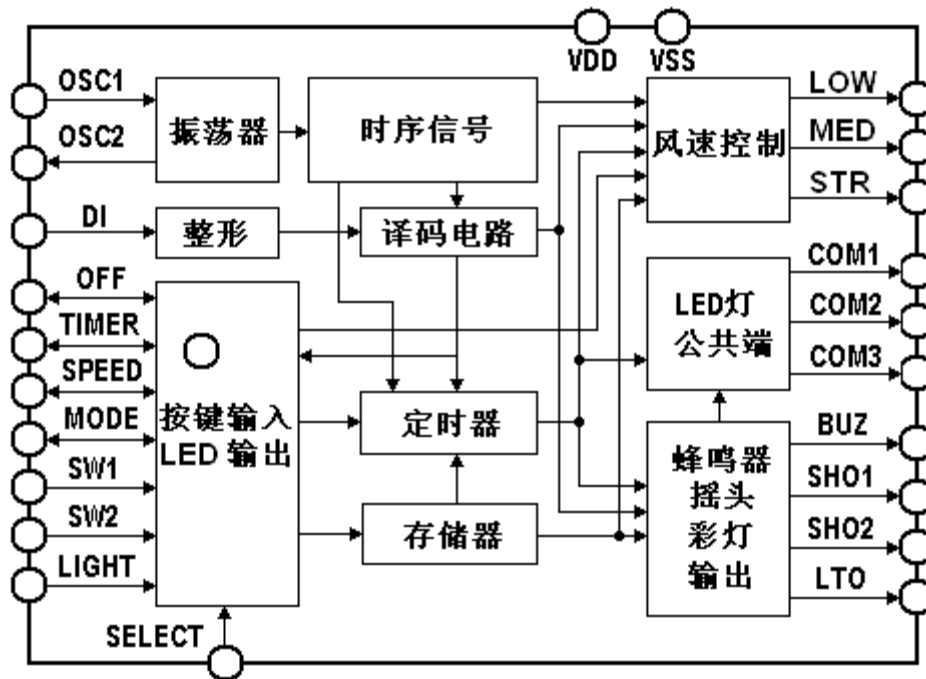 VDD
VSS
OSC1
OSC2
DI
OFF
TIMER
SPEED
MODE
SW1
SW2
LIGHT
SELECT
振荡器
时序信号
整形
译码电路
按键输入
LED 输出
定时器
存储器
风速控制
LED灯
公共端
蜂鸣器
摇头
彩灯
输出
LOW
MED
STR
COM1
COM2
COM3
BUZ
SHO1
SHO2
LTO